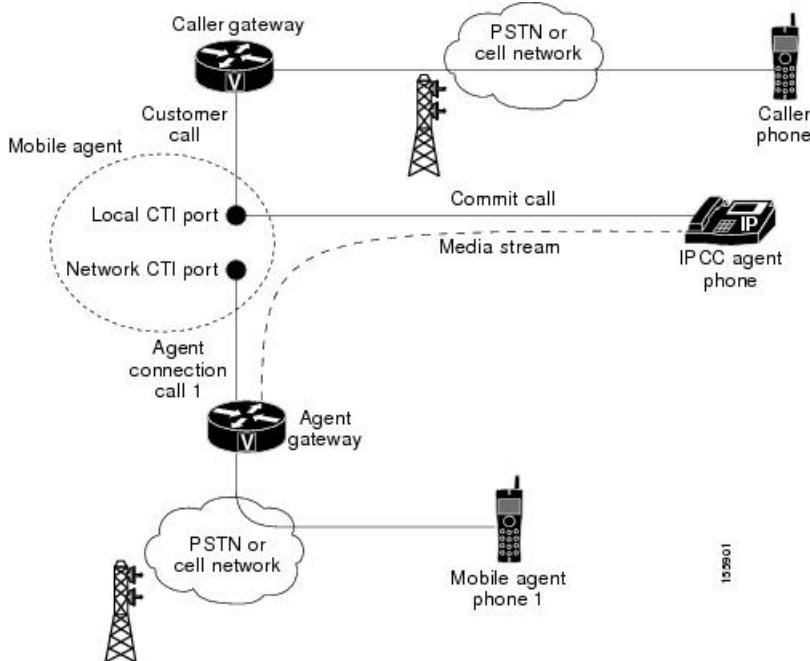 Caller gateway
PSTN or
cell network
Caller
phone
Customer
call
Mobile agent
Local CTI port
Commit call
Network CTI port
Media stream
IP
IPCC agent
phone
Agent
connection
call 1
V
Agent
gateway
V
PSTN or
cell network
Mobile agent
phone 1
155901